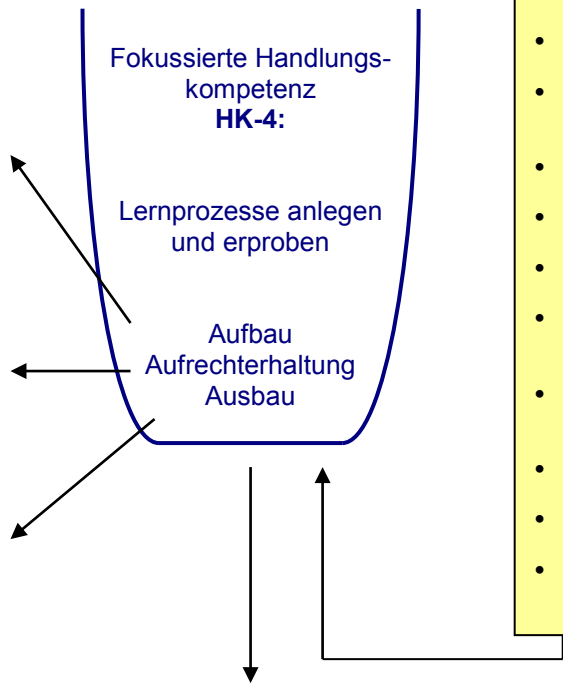 Fokussierte Handlungs-
kompetenz
HK-4:
Lernprozesse anlegen
und erproben
Aufbau
Aufrechterhaltung
Ausbau